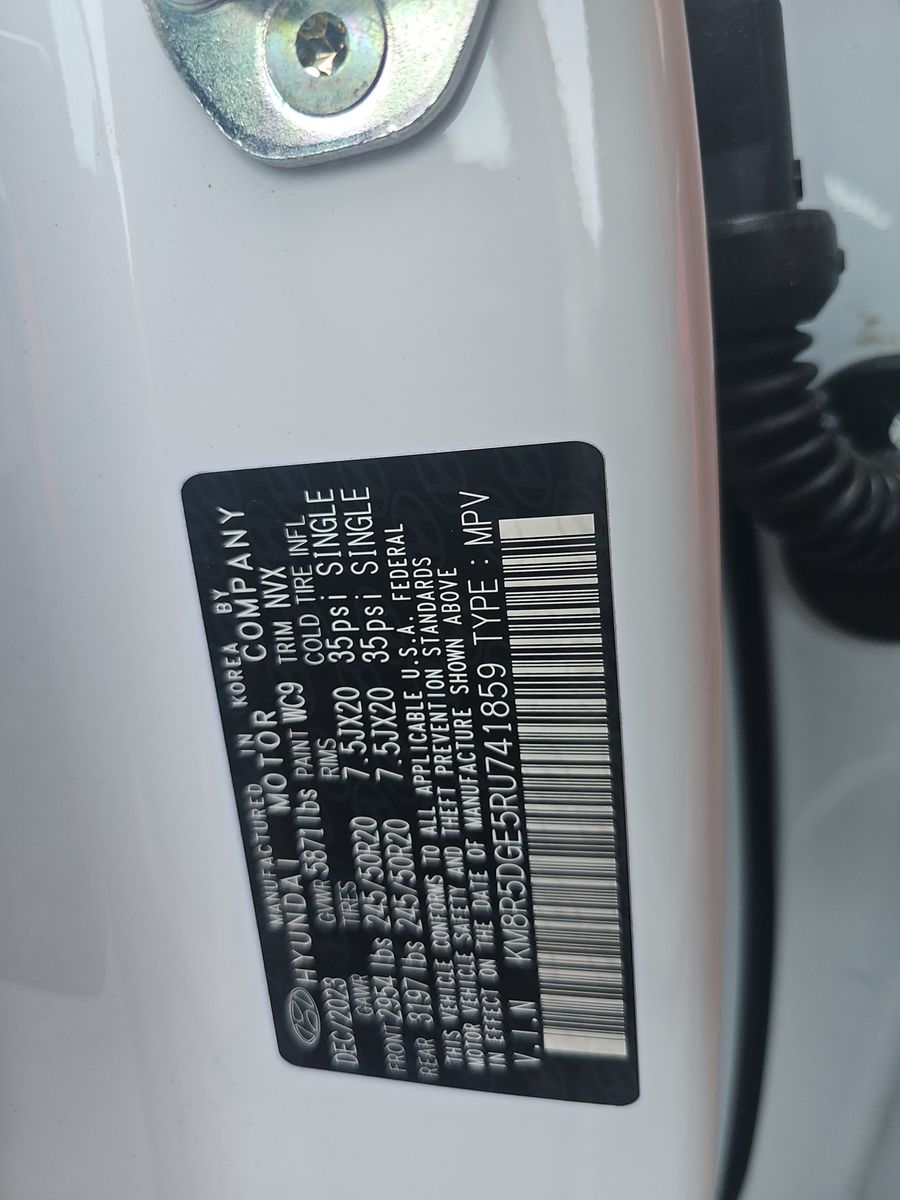 MANUFACTURED IN KOREA BY
HYUNDAI MOTOR COMPANY
DEC/2023 GVWR 5871lbs PAINT WC9 TRIM NVX
GAWR TIRES RIMS COLD TIRE INFL
FRONT 2954 lbs 245/50R20 7.5JX20 35psi SINGLE
REAR 3197 lbs 245/50R20 7.5JX20 35psi SINGLE
THIS VEHICLE CONFORMS TO ALL APPLICABLE U.S.A. FEDERAL
MOTOR VEHICLE SAFETY AND THEFT PREVENTION STANDARDS
IN EFFECT ON THE DATE OF MANUFACTURE SHOWN ABOVE
V.I.N KM8R5DGE5RU741859 TYPE : MPV